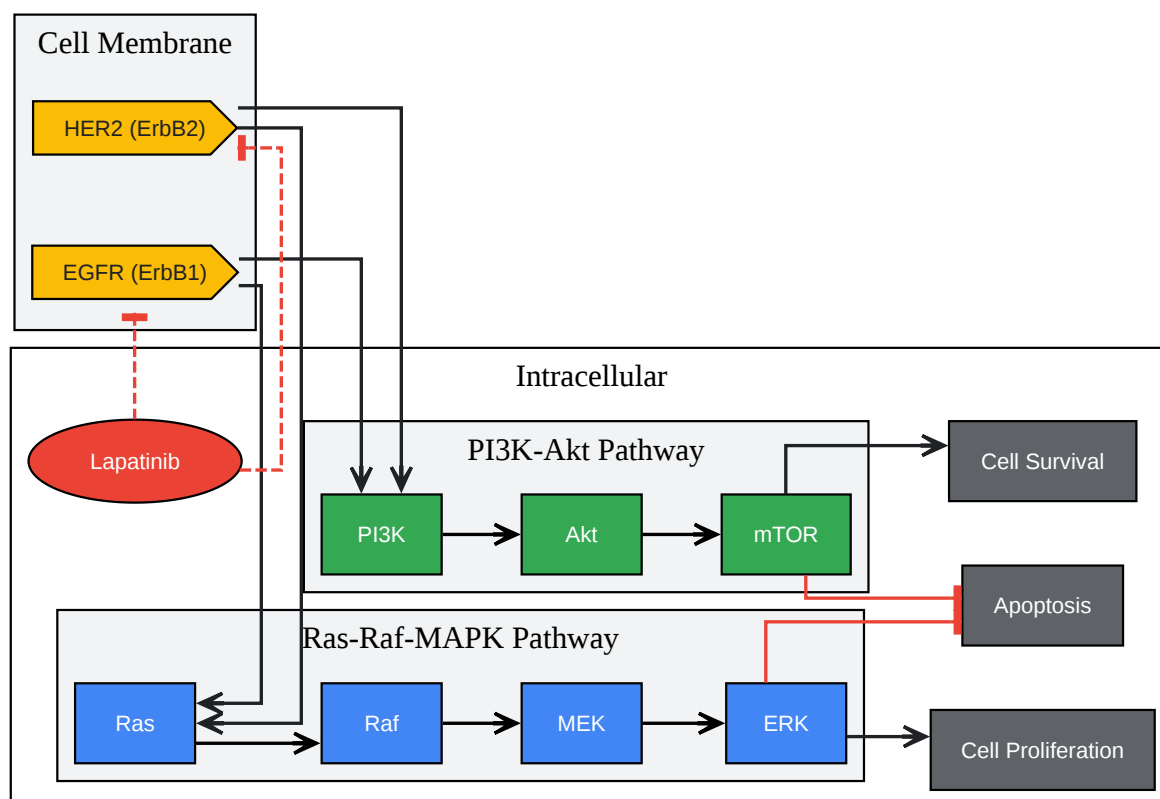 Cell Membrane
HER2 (ErbB2)
EGFR (ErbB1)
Intracellular
Lapatinib
PI3K-Akt Pathway
PI3K
Akt
mTOR
Cell Survival
Apoptosis
Ras-Raf-MAPK Pathway
Ras
Raf
MEK
ERK
Cell Proliferation